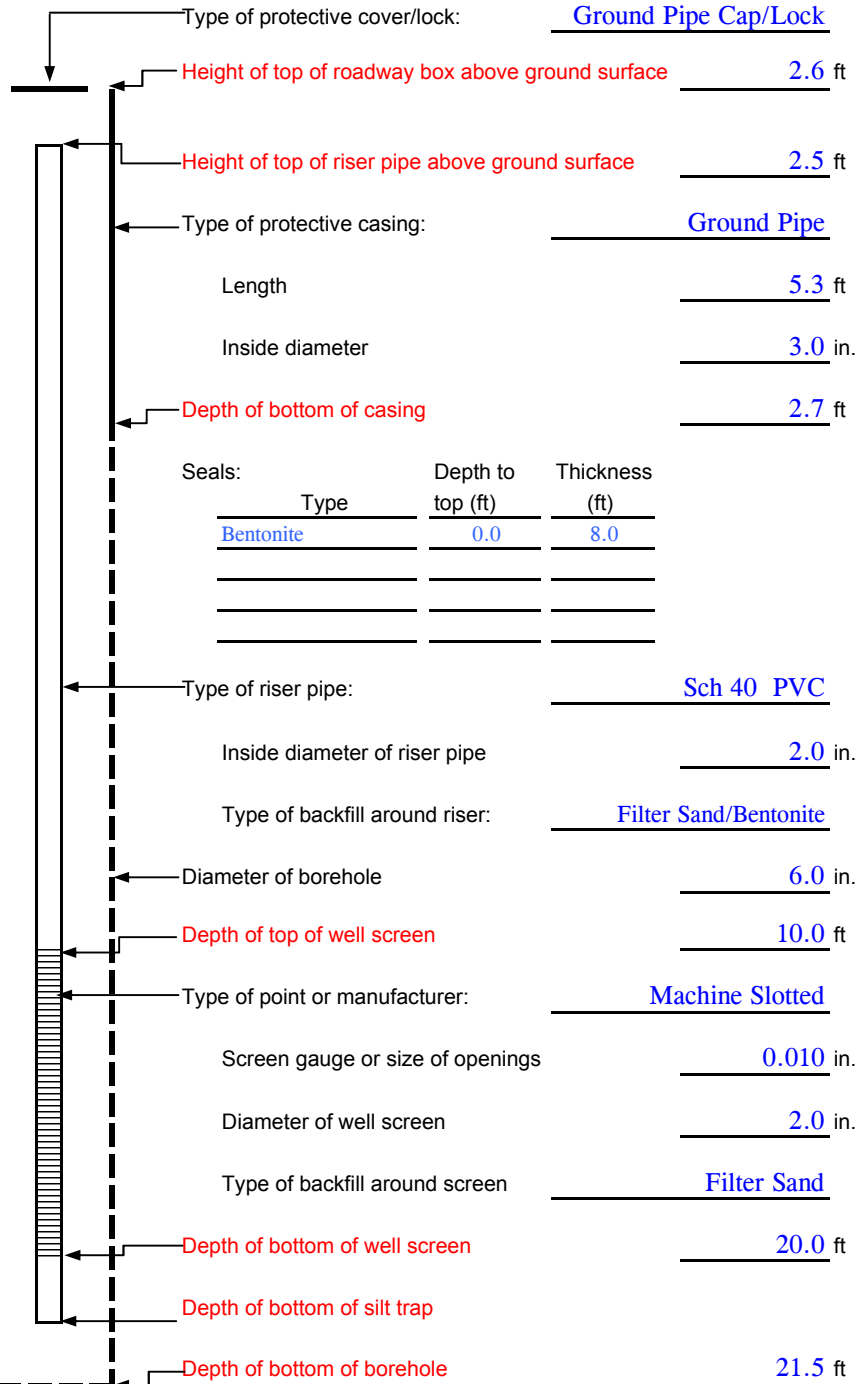 Type of protective cover/lock: Ground Pipe Cap/Lock
Height of top of roadway box above ground surface 2.6 ft
Height of top of riser pipe above ground surface 2.5 ft
Type of protective casing: Ground Pipe
Length 5.3 ft
Inside diameter 3.0 in.
Depth of bottom of casing 2.7 ft
Seals: Depth to Thickness
Type top (ft) (ft)
Bentonite 0.0 8.0
Type of riser pipe: Sch 40 PVC
Inside diameter of riser pipe 2.0 in.
Type of backfill around riser: Filter Sand/Bentonite
Diameter of borehole 6.0 in.
Depth of top of well screen 10.0 ft
Type of point or manufacturer: Machine Slotted
Screen gauge or size of openings 0.010 in.
Diameter of well screen 2.0 in.
Type of backfill around screen Filter Sand
Depth of bottom of well screen 20.0 ft
Depth of bottom of silt trap
Depth of bottom of borehole 21.5 ft